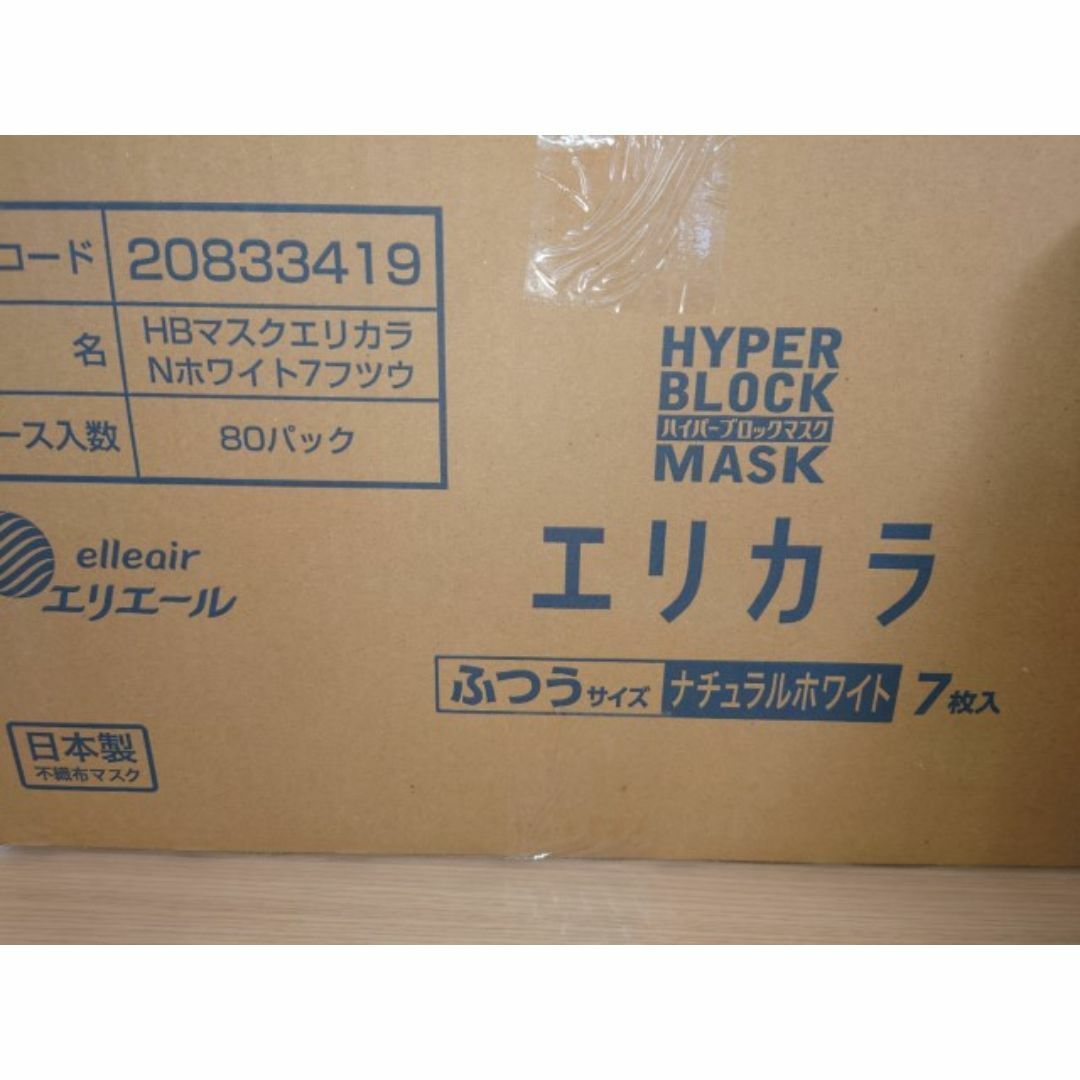 コード 20833419
名 HBマスクエリカラ
Nホワイト7フツウ
ース入数 80パック
HYPER
BLOCK
ハイパーブロックマスク
MASK
elleair
エリエール
エリカラ
ふつうサイズ ナチュラルホワイト 7枚入
日本製
不織布マスク